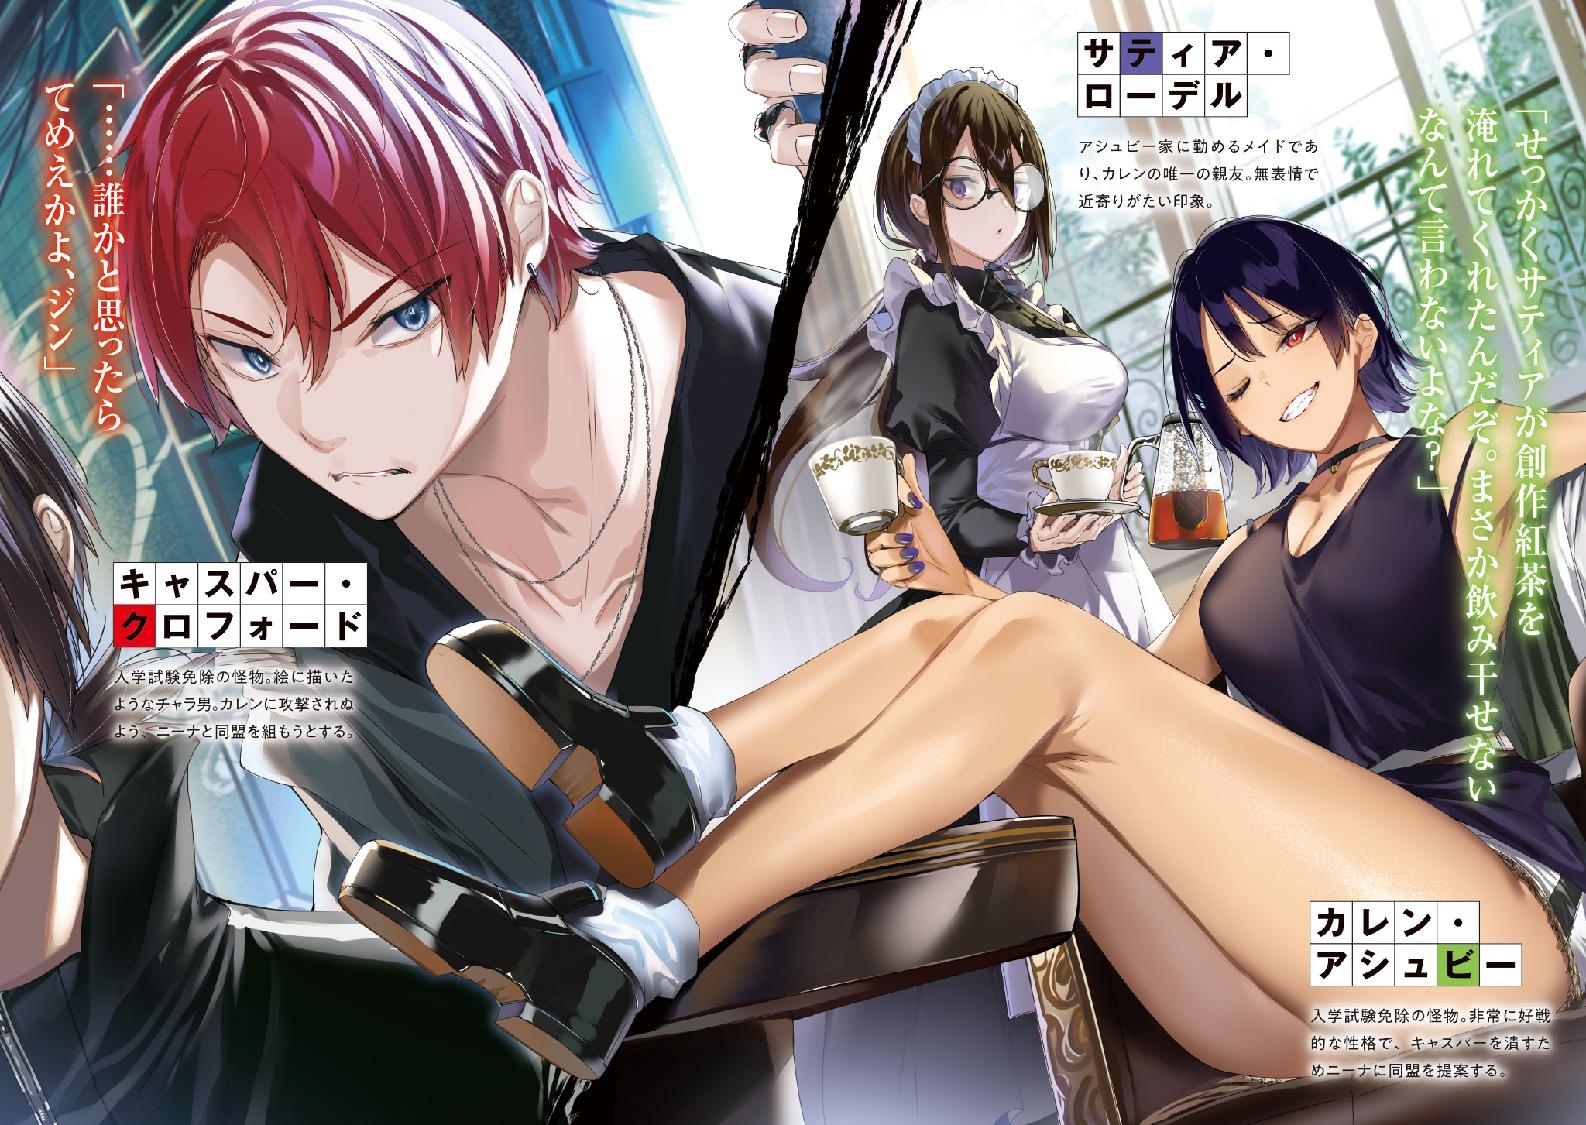 「せっかくサティアが創作紅茶を
淹れてくれたんだぞ。まさか飲み干せない
なんて言わないよな？」
サティア・
ローデル
アシュビー家に勤めるメイドであ
り、カレンの唯一の親友。無表情で
近寄りがたい印象。
カレン・
アシュビー
入学試験免除の怪物。非常に好戦
的な性格で、キャスパーを潰すた
めニーナに同盟を提案する。
「……誰かと思ったら
てめえかよ、ジン」
キャスパー・
クロフォード
入学試験免除の怪物。絵に描いた
ようなチャラ男。カレンに攻撃されぬ
よう、ニーナと同盟を組もうとする。